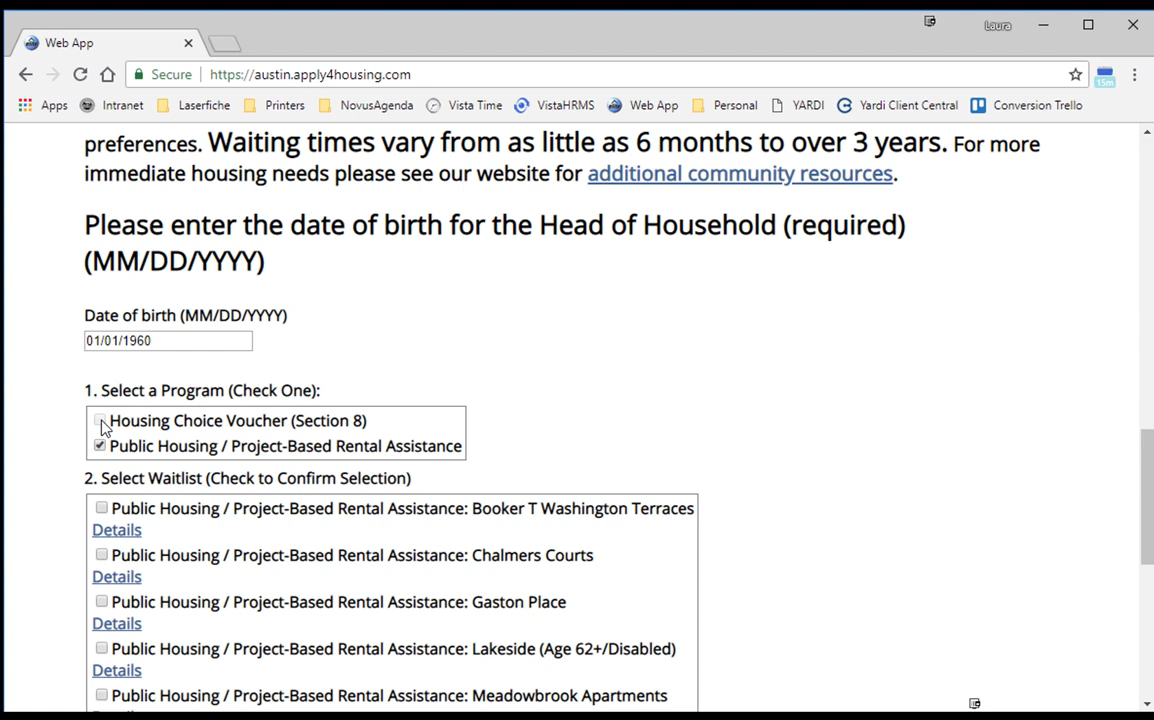 Laura
Web App
Secure https://austin.apply4housing.com
15m
Apps Intranet Laserfiche Printers NovusAgenda Vista Time VistaHRMS Web App Personal YARDI Yardi Client Central Conversion Trello
preferences. Waiting times vary from as little as 6 months to over 3 years. For more
immediate housing needs please see our website for additional community resources.
Please enter the date of birth for the Head of Household (required)
(MM/DD/YYYY)
Date of birth (MM/DD/YYYY)
01/01/1960
1. Select a Program (Check One):
Housing Choice Voucher (Section 8)
Public Housing / Project-Based Rental Assistance
2. Select Waitlist (Check to Confirm Selection)
Public Housing / Project-Based Rental Assistance: Booker T Washington Terraces
Details
Public Housing / Project-Based Rental Assistance: Chalmers Courts
Details
Public Housing / Project-Based Rental Assistance: Gaston Place
Details
Public Housing / Project-Based Rental Assistance: Lakeside (Age 62+/Disabled)
Details
Public Housing / Project-Based Rental Assistance: Meadowbrook Apartments